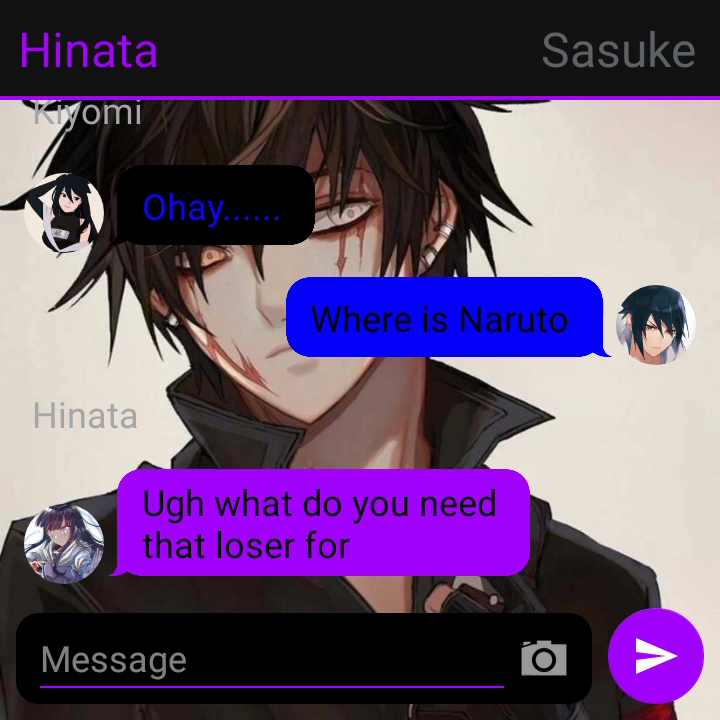 Hinata
Sasuke
Kiyomi
Ohay......
Where is Naruto
Hinata
Ugh what do you need
that loser for
Message